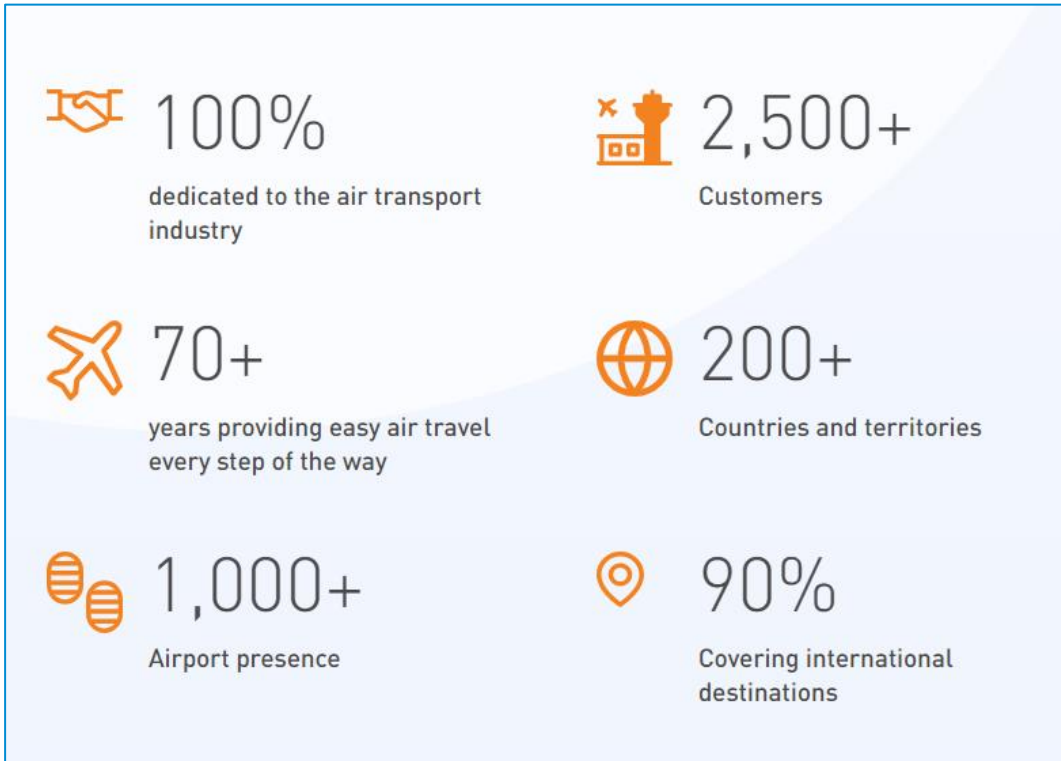 100%
dedicated to the air transport
industry
2,500+
Customers
70+
years providing easy air travel
every step of the way
200+
Countries and territories
1,000+
Airport presence
90%
Covering international
destinations